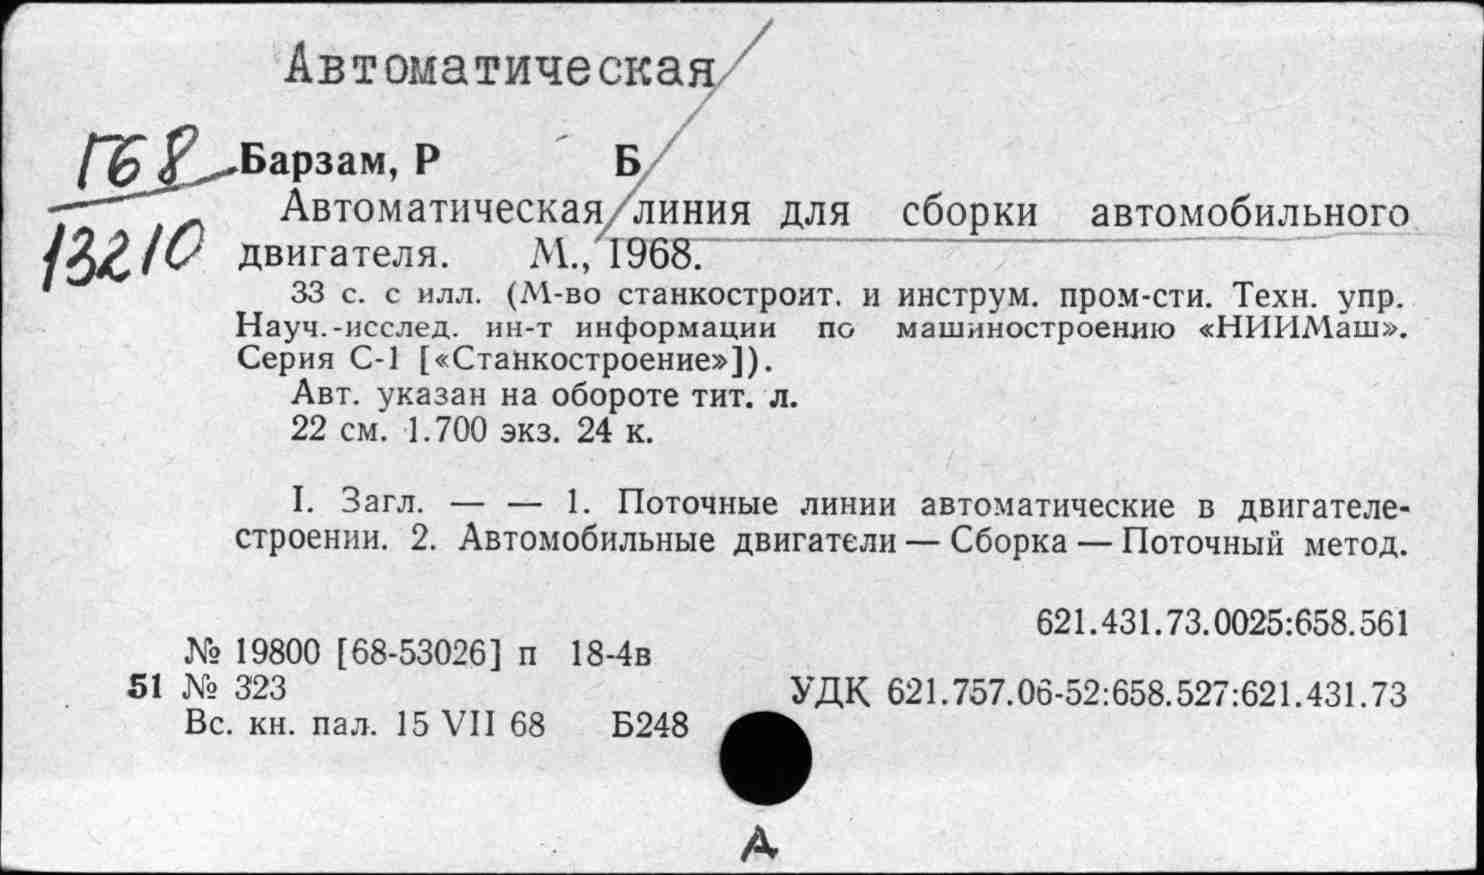 Автоматическая
Г68
13210
Барзам, Р Б
Автоматическая линия для сборки автомобильного
двигателя. М., 1968.
33 с. с илл. (М-во станкостроит. и инструм. пром-сти. Техн. упр.
Науч.-исслед. ин-т информации по машиностроению «НИИМаш».
Серия С-1 [«Станкостроение»]).
Авт. указан на обороте тит. л.
22 см. 1.700 экз. 24 к.
I. Загл. — — 1. Поточные линии автоматические в двигателе-
строении. 2. Автомобильные двигатели — Сборка — Поточный метод.
621.431.73.0025:658.561
№ 19800 [68-53026] п 18-4в
51 № 323
УДК 621.757.06-52:658.527:621.431.73
Вс. кн. пал. 15 VII 68 Б248
А